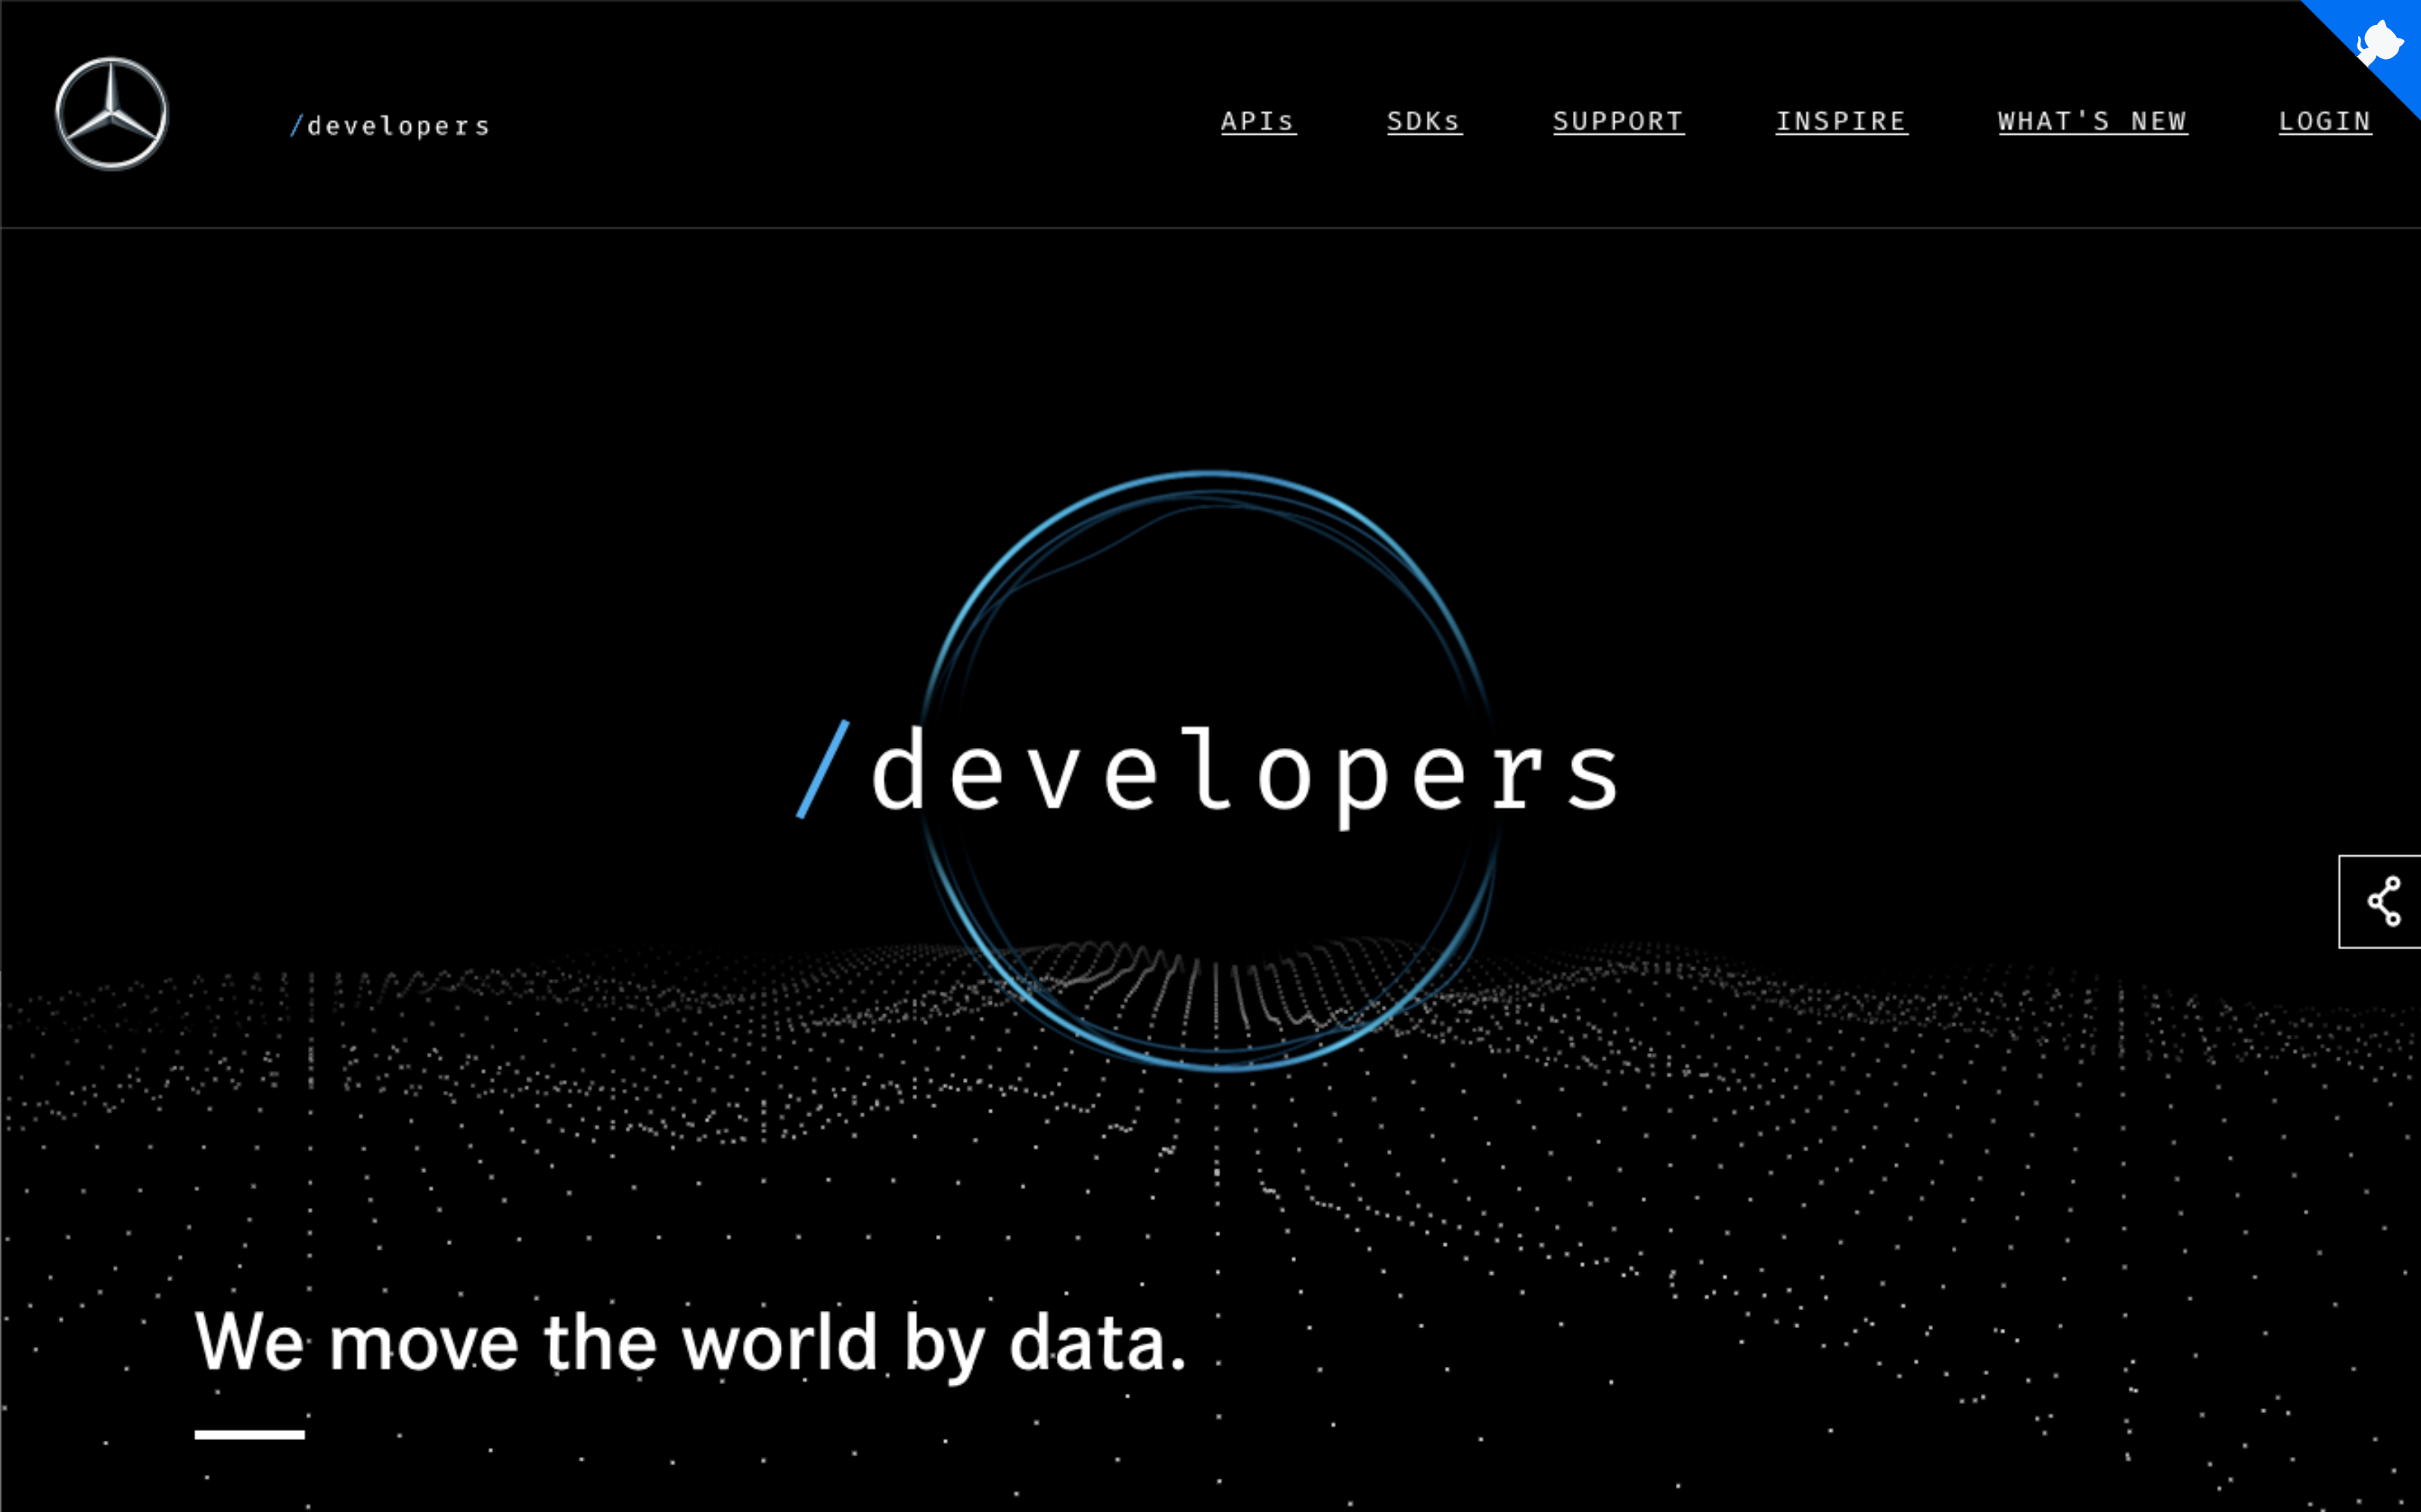 /developers
APIs
SDKs
SUPPORT
INSPIRE
WHAT'S NEW
LOGIN
/developers
We move the world by data.